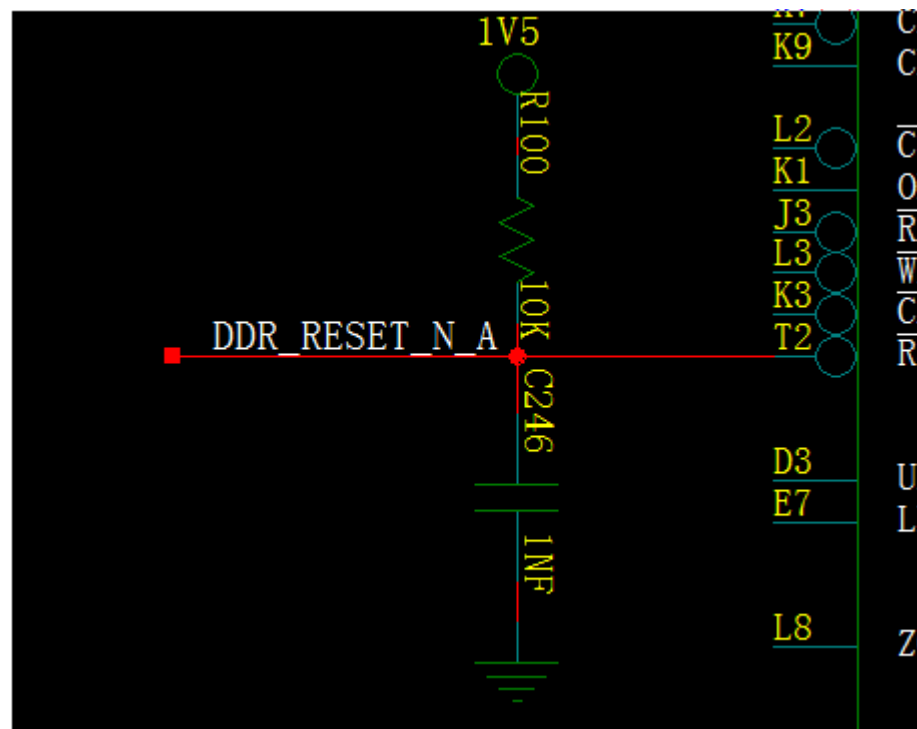 1V5
R100
10K
DDR_RESET_N_A
C246
1NF
K9
C
L2
C
K1
O
J3
R
L3
W
K3
C
T2
R
D3
U
E7
L
L8
Z